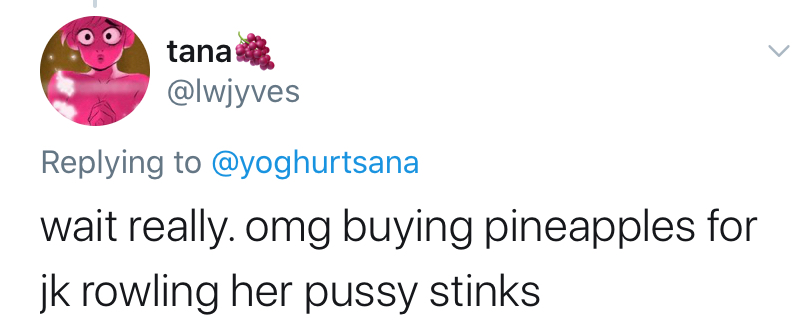 tana🍇
@lwjyves
Replying to @yoghurtsana
wait really. omg buying pineapples for
jk rowling her pussy stinks